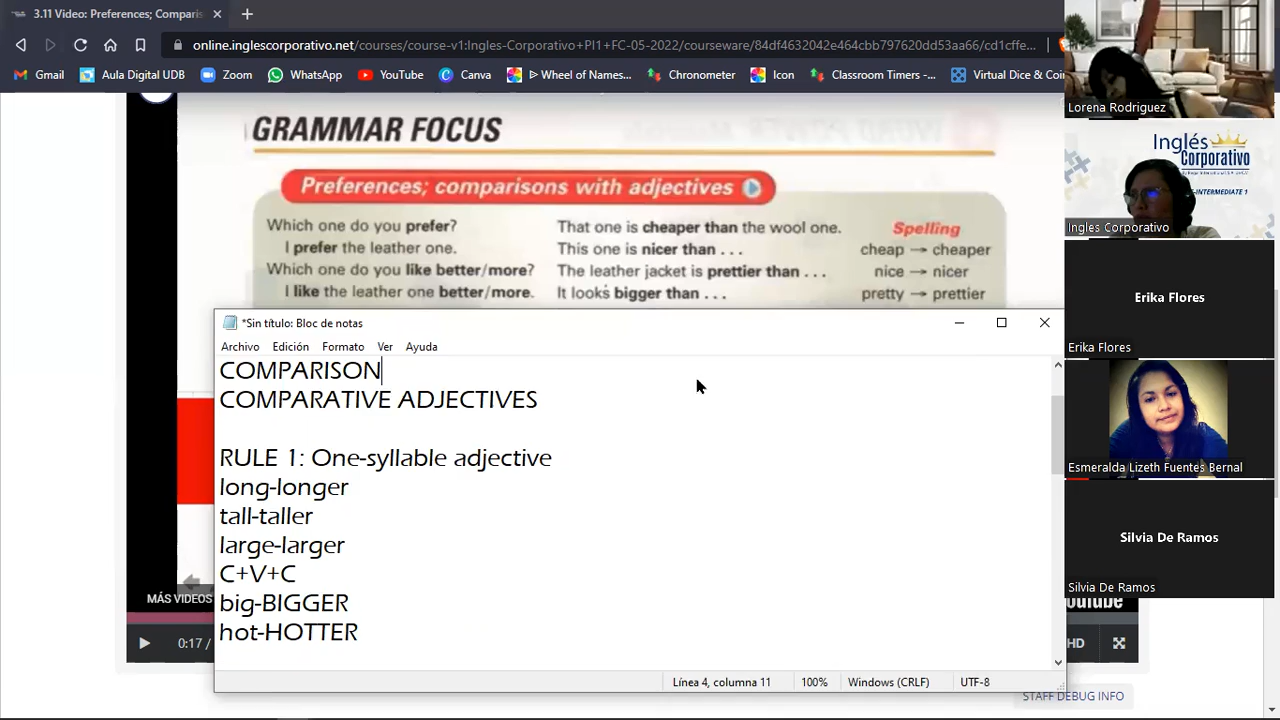 3.11 Video: Preferences; Comparis
online.inglescorporativo.net/courses/course-v1:Ingles-Corporativo+PI1+FC-05-2022/courseware/84df4632042e464cbb797620dd53aa66/cd1cffe...
Gmail
Aula Digital UDB
Zoom
WhatsApp
YouTube
Canva
ᐅ Wheel of Names...
Chronometer
Icon
Classroom Timers -...
Virtual Dice & Coi
GRAMMAR FOCUS
Preferences; comparisons with adjectives
Which one do you prefer?
I prefer the leather one.
Which one do you like better/more?
I like the leather one better/more.
That one is cheaper than the wool one.
This one is nicer than . . .
The leather jacket is prettier than . . .
It looks bigger than . . .
Spelling
cheap → cheaper
nice → nicer
pretty → prettier
*Sin título: Bloc de notas
Archivo Edición Formato Ver Ayuda
COMPARISON
COMPARATIVE ADJECTIVES
RULE 1: One-syllable adjective
long-longer
tall-taller
large-larger
C+V+C
big-BIGGER
hot-HOTTER
Línea 4, columna 11
100%
Windows (CRLF)
UTF-8
MÁS VIDEOS
0:17 /
YouTube
HD
STAFF DEBUG INFO
Lorena Rodriguez
Inglés
Corporativo
E-INTERMEDIATE 1
Ingles Corporativo
Erika Flores
Erika Flores
Esmeralda Lizeth Fuentes Bernal
Silvia De Ramos
Silvia De Ramos